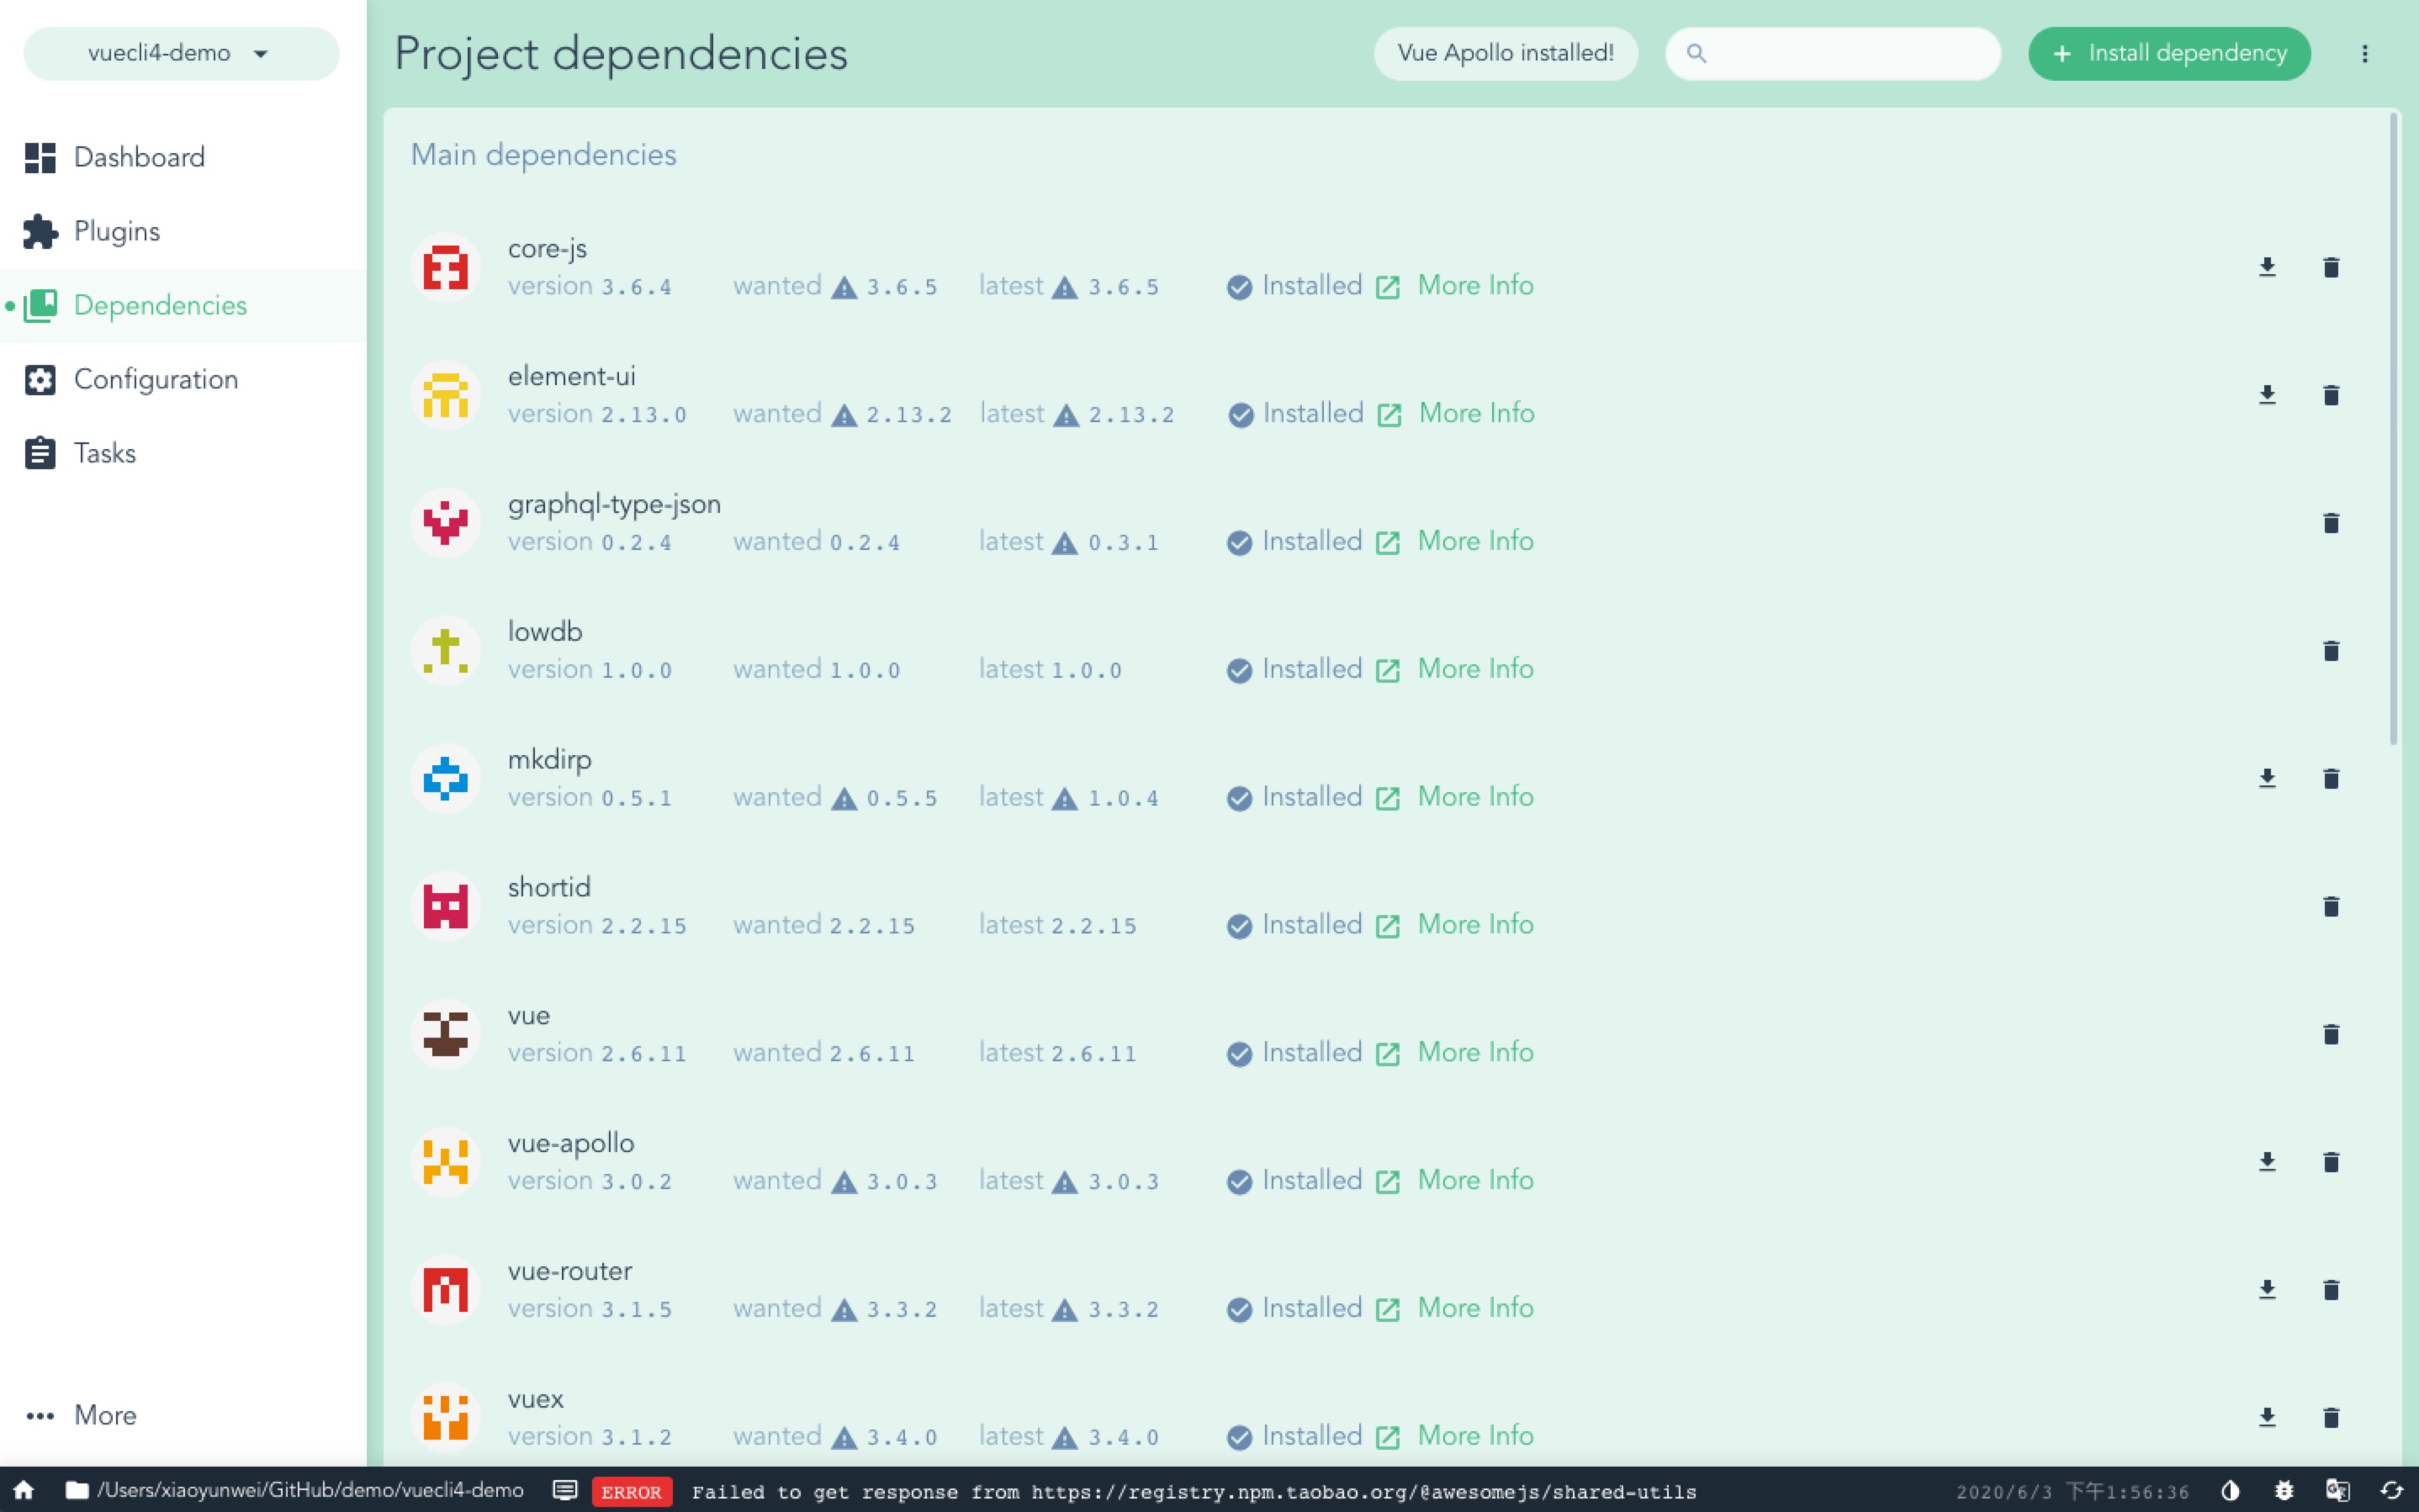 vuecli4-demo
Project dependencies
Vue Apollo installed!
Install dependency
Dashboard
Plugins
Dependencies
Configuration
Tasks
More
Main dependencies
core-js
version 3.6.4 wanted 3.6.5 latest 3.6.5 Installed More Info
element-ui
version 2.13.0 wanted 2.13.2 latest 2.13.2 Installed More Info
graphql-type-json
version 0.2.4 wanted 0.2.4 latest 0.3.1 Installed More Info
lowdb
version 1.0.0 wanted 1.0.0 latest 1.0.0 Installed More Info
mkdirp
version 0.5.1 wanted 0.5.5 latest 1.0.4 Installed More Info
shortid
version 2.2.15 wanted 2.2.15 latest 2.2.15 Installed More Info
vue
version 2.6.11 wanted 2.6.11 latest 2.6.11 Installed More Info
vue-apollo
version 3.0.2 wanted 3.0.3 latest 3.0.3 Installed More Info
vue-router
version 3.1.5 wanted 3.3.2 latest 3.3.2 Installed More Info
vuex
version 3.1.2 wanted 3.4.0 latest 3.4.0 Installed More Info
/Users/xiaoyunwei/GitHub/demo/vuecli4-demo ERROR Failed to get response from https://registry.npm.taobao.org/@awesomejs/shared-utils 2020/6/3 下午1:56:36